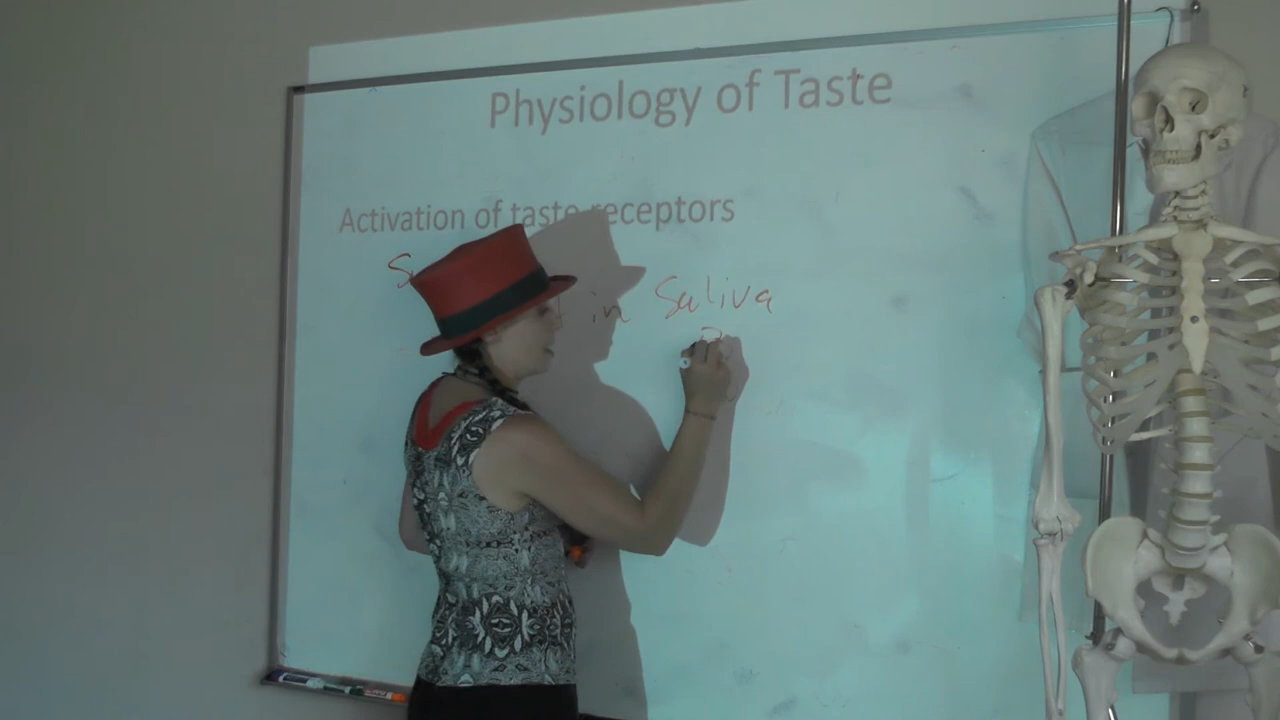 Physiology of Taste
Activation of taste receptors
in Saliva